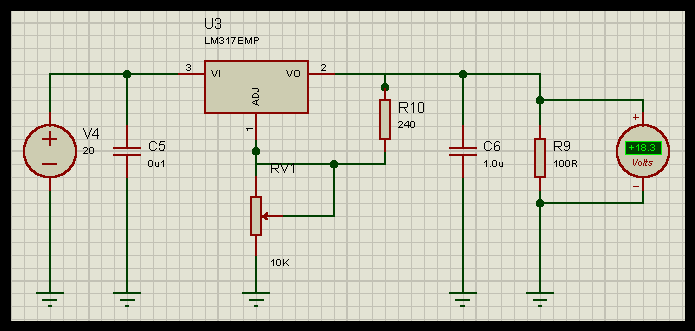 U3
LM317EMP
3
VI
VO
2
ADJ
1
V4
20
C5
0u1
RV1
10K
R10
240
C6
1.0u
R9
100R
+
+18.3
Volts
−